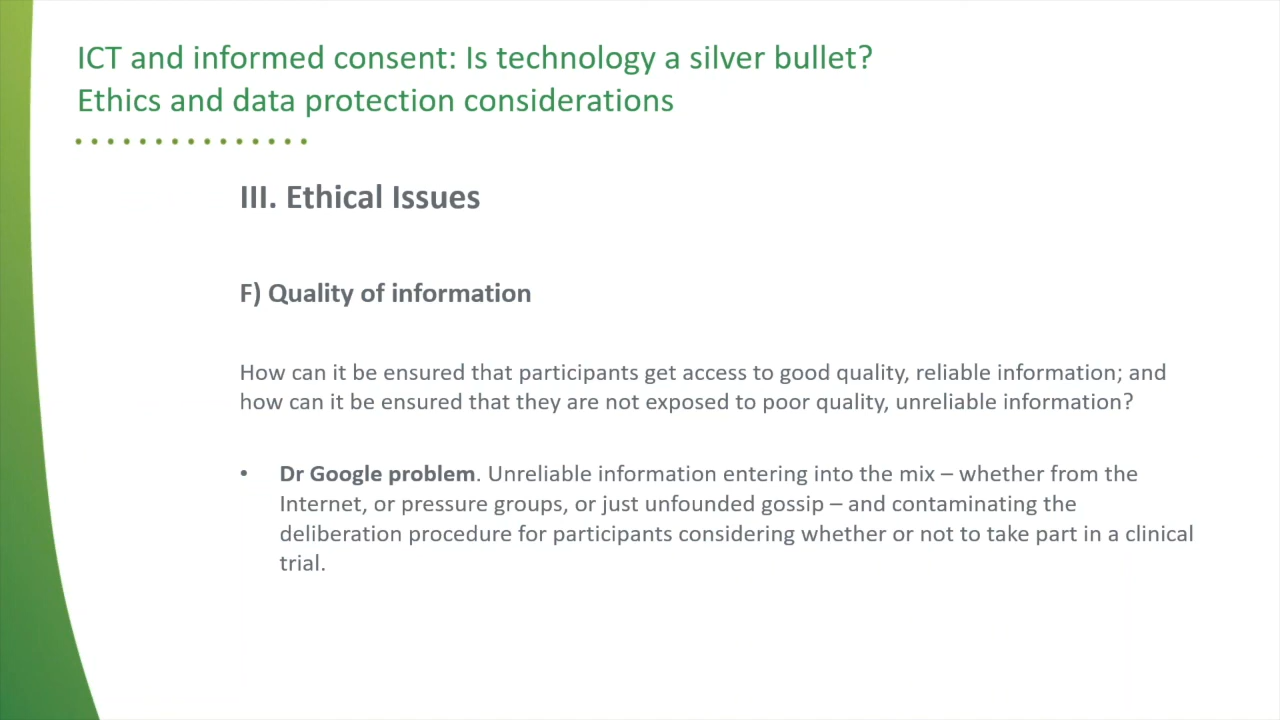 ICT and informed consent: Is technology a silver bullet?
Ethics and data protection considerations
III. Ethical Issues
F) Quality of information
How can it be ensured that participants get access to good quality, reliable information; and
how can it be ensured that they are not exposed to poor quality, unreliable information?
• Dr Google problem. Unreliable information entering into the mix – whether from the
Internet, or pressure groups, or just unfounded gossip – and contaminating the
deliberation procedure for participants considering whether or not to take part in a clinical
trial.